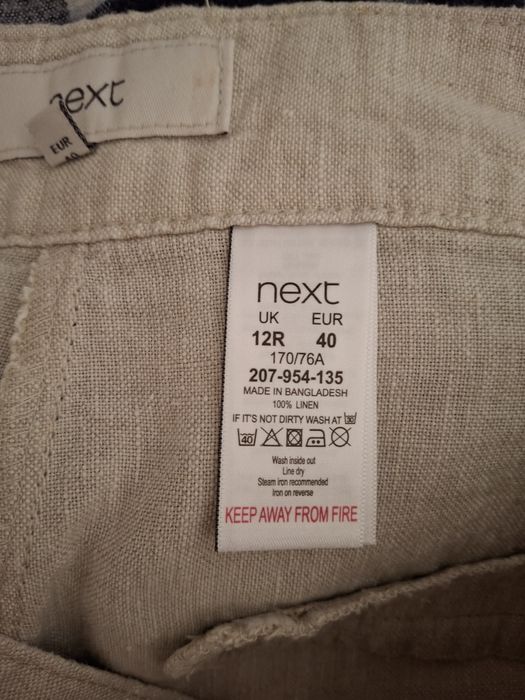 next
EUR
40
next
UK EUR
12R 40
170/76A
207-954-135
MADE IN BANGLADESH
100% LINEN
IF IT'S NOT DIRTY WASH AT 30
40
Wash inside out
Line dry
Steam iron recommended
Iron on reverse
KEEP AWAY FROM FIRE